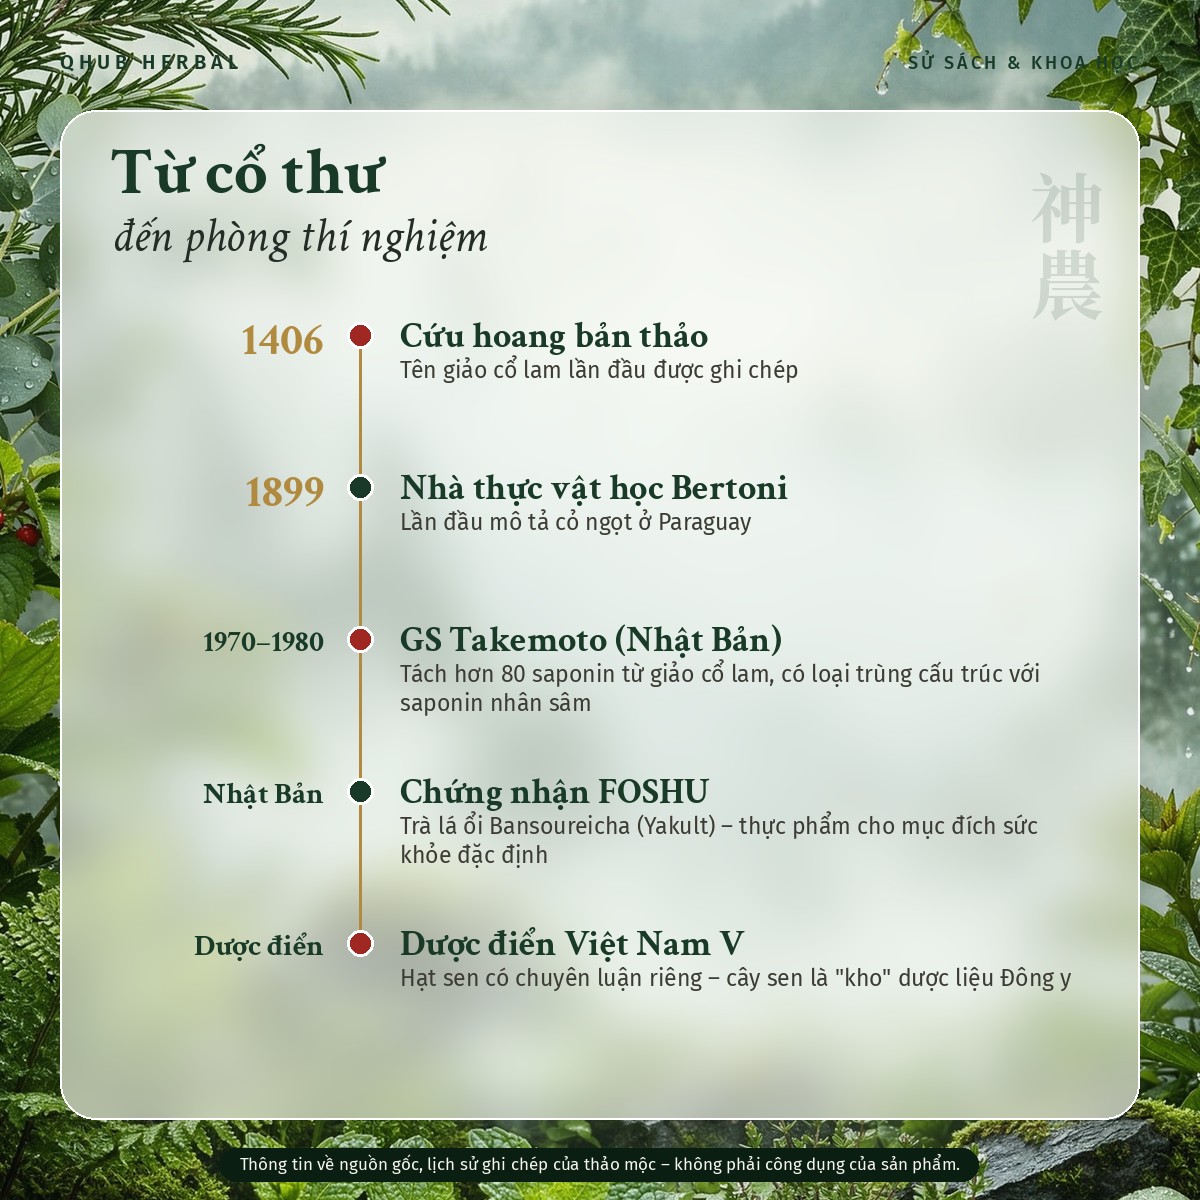 QHUB HERBAL
SỬ SÁCH & KHOA HỌC
Từ cổ thư
đến phòng thí nghiệm
神農
1406
Cứu hoang bản thảo
Tên giảo cổ lam lần đầu được ghi chép
1899
Nhà thực vật học Bertoni
Lần đầu mô tả cỏ ngọt ở Paraguay
1970–1980
GS Takemoto (Nhật Bản)
Tách hơn 80 saponin từ giảo cổ lam, có loại trùng cấu trúc với
saponin nhân sâm
Nhật Bản
Chứng nhận FOSHU
Trà lá ổi Bansoureicha (Yakult) – thực phẩm cho mục đích sức
khỏe đặc định
Dược điển
Dược điển Việt Nam V
Hạt sen có chuyên luận riêng – cây sen là "kho" dược liệu Đông y
Thông tin về nguồn gốc, lịch sử ghi chép của thảo mộc – không phải công dụng của sản phẩm.